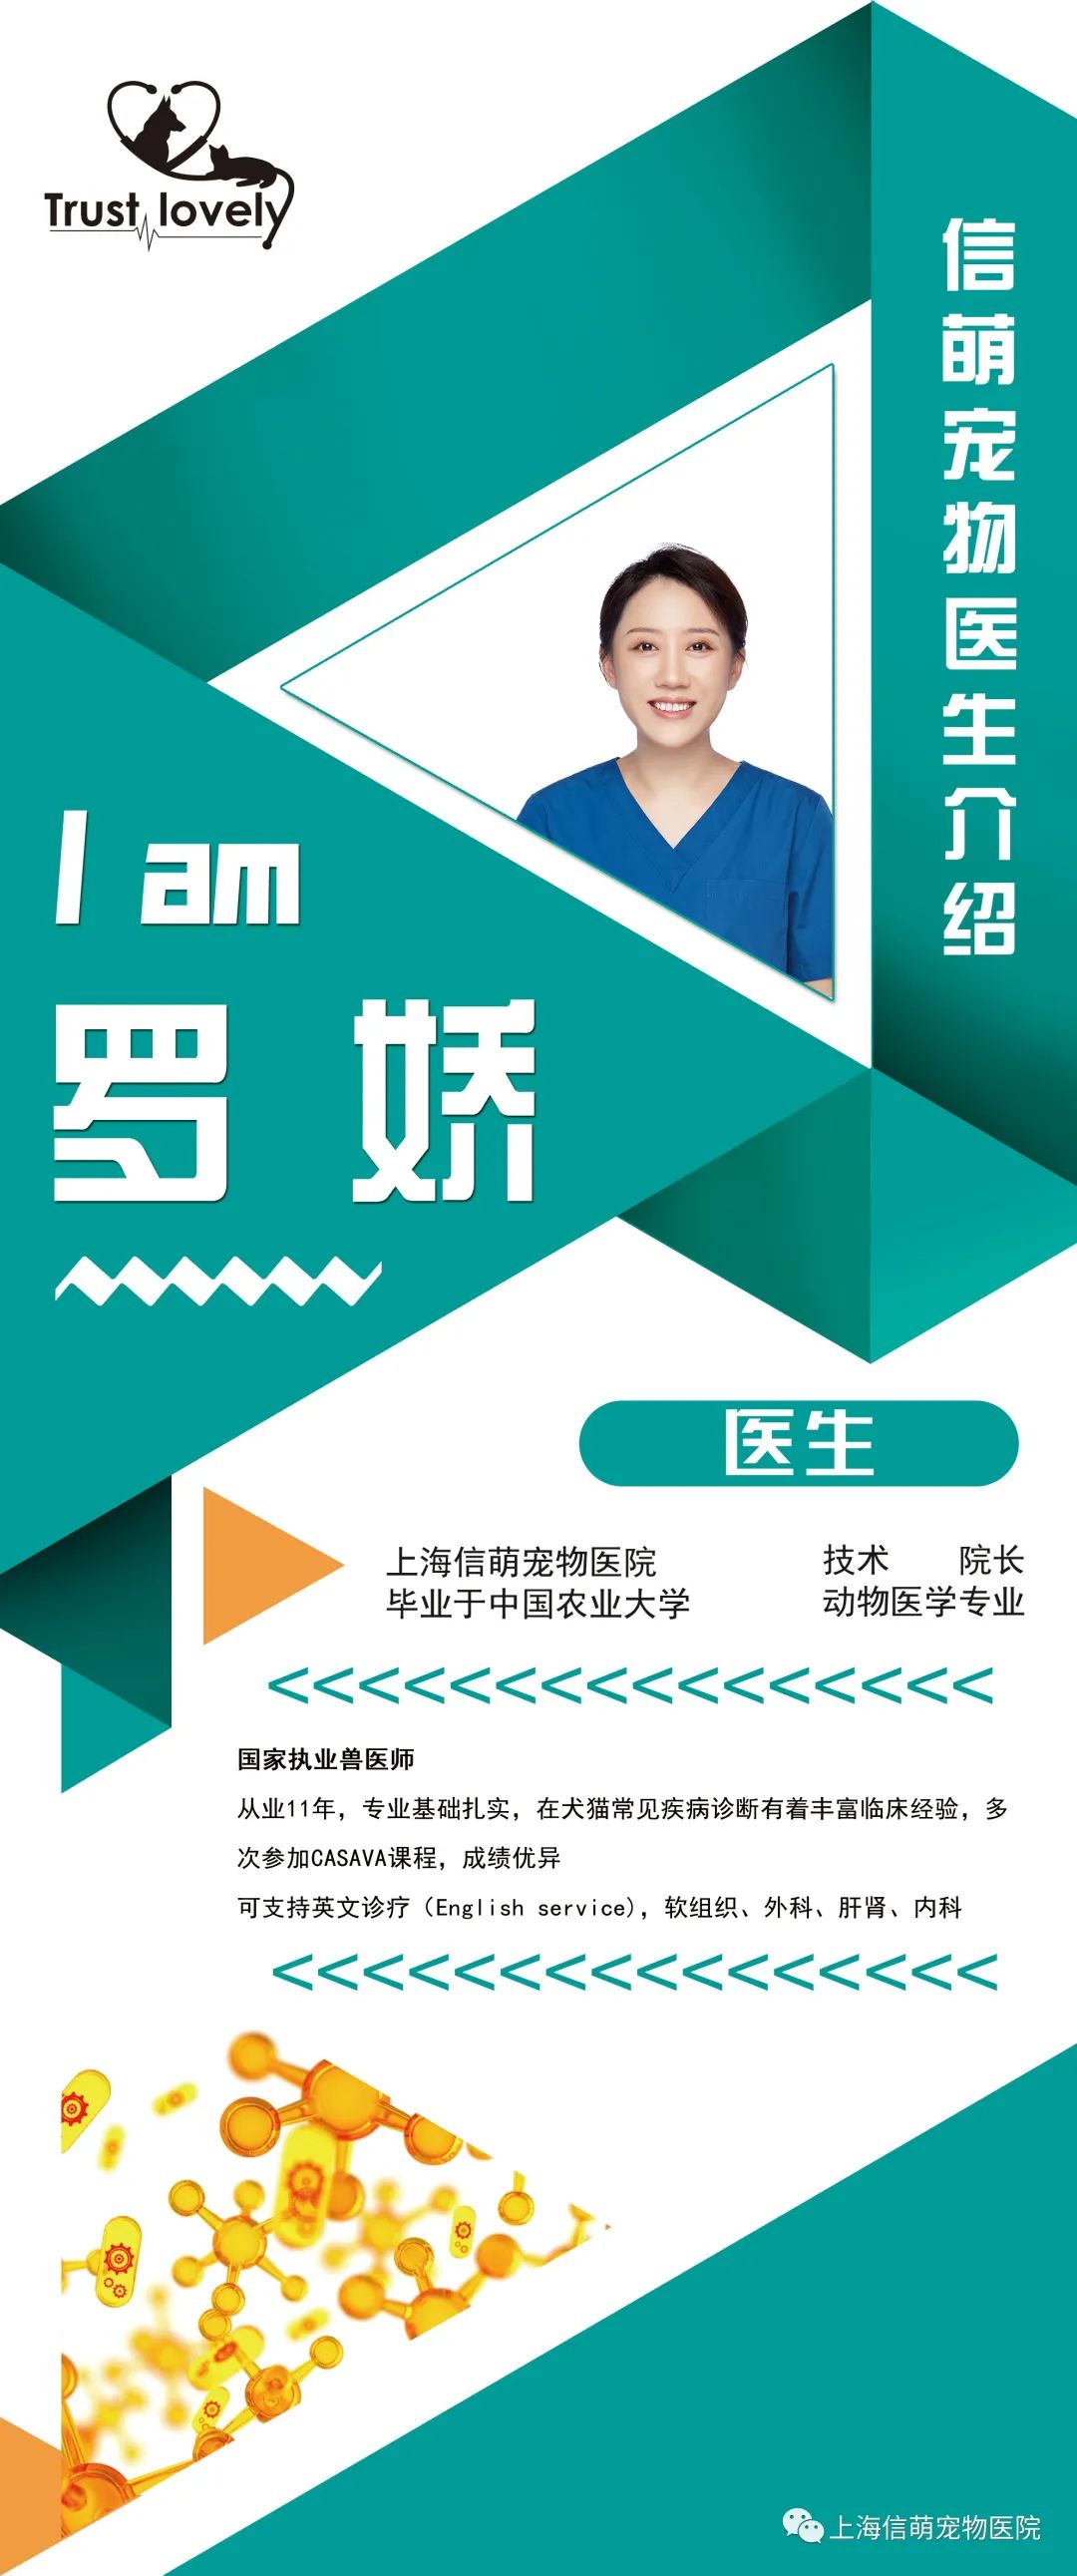 Trust lovely
信萌宠物医生介绍
I am
罗 娇
医生
上海信萌宠物医院 技术 院长
毕业于中国农业大学 动物医学专业
国家执业兽医师
从业11年，专业基础扎实，在犬猫常见疾病诊断有着丰富临床经验，多
次参加CASAVA课程，成绩优异
可支持英文诊疗（English service），软组织、外科、肝肾、内科
上海信萌宠物医院